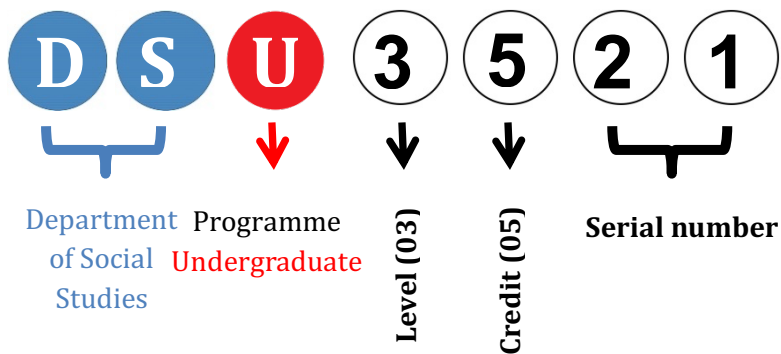 D S U 3 5 2 1
Department
of Social
Studies
Programme
Undergraduate
Level (03)
Credit (05)
Serial number